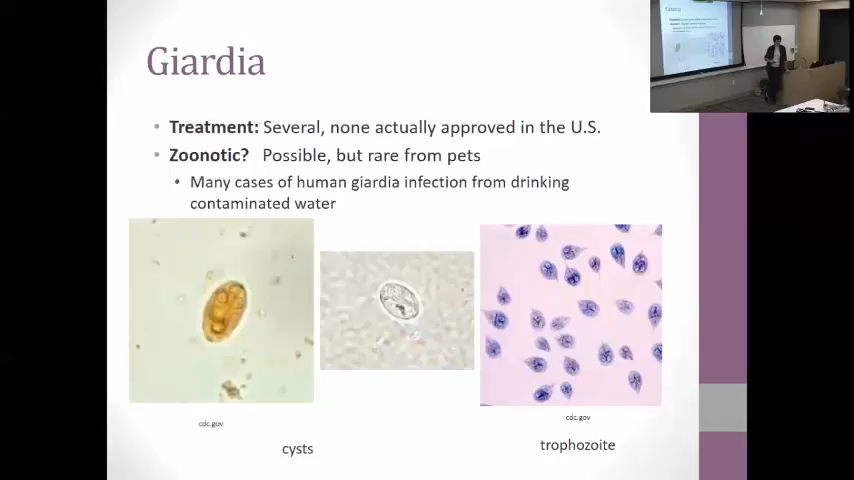 Giardia
Treatment: Several, none actually approved in the U.S.
Zoonotic? Possible, but rare from pets
Many cases of human giardia infection from drinking
contaminated water
cdc.gov
cdc.gov
cysts
trophozoite